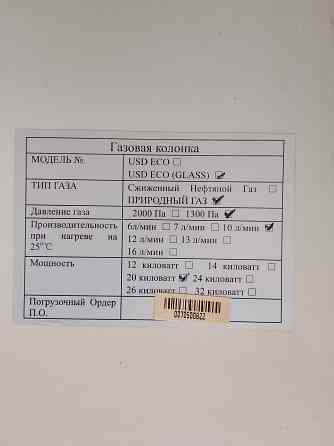 Газовая колонка
МОДЕЛЬ №
USD ECO
USD ECO (GLASS)
ТИП ГАЗА
Сжиженный Нефтяной Газ
ПРИРОДНЫЙ ГАЗ
Давление газа
2000 Па 1300 Па
Производительность
при нагреве на
25°C
6л/мин 7 л/мин 10 л/мин
12 л/мин 13 л/мин
16 л/мин
Мощность
12 киловатт 14 киловатт
20 киловатт 24 киловатт
26 киловатт 32 киловатт
Погрузочный Ордер
П.О.